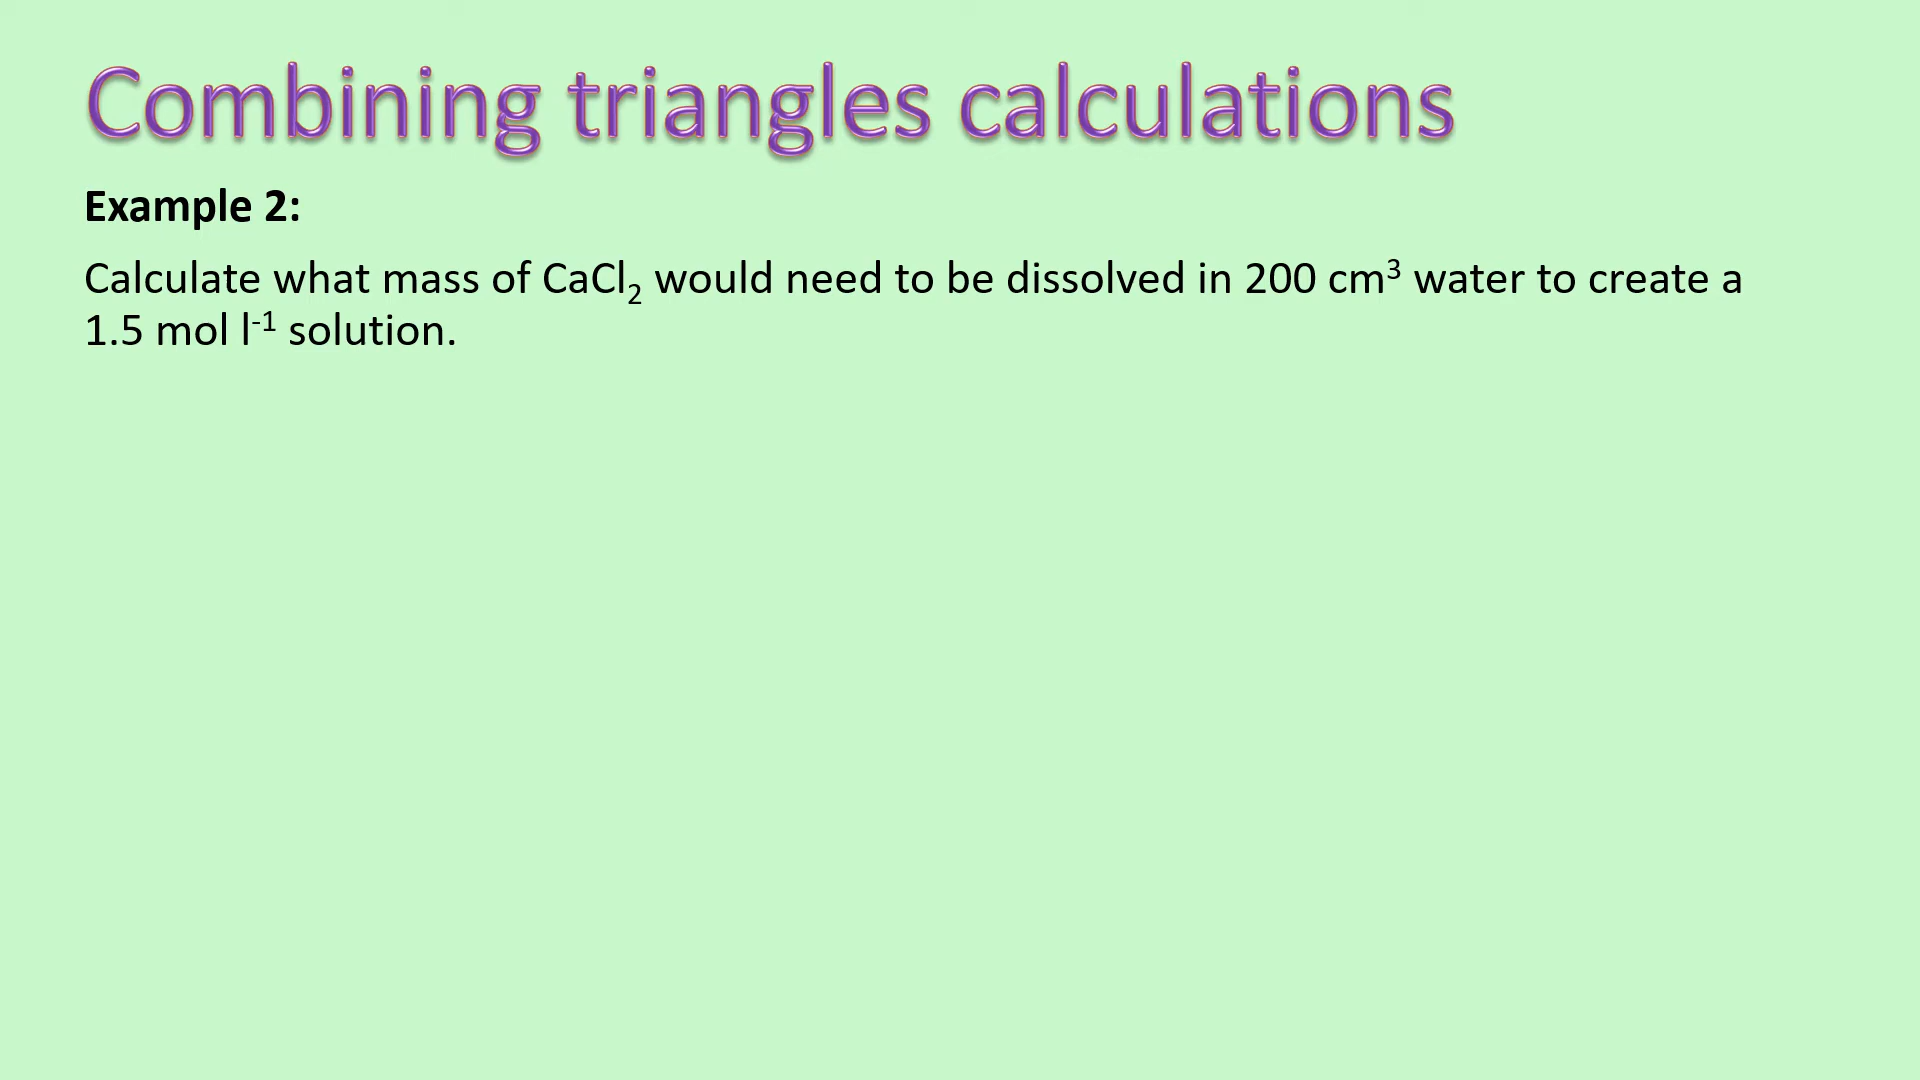 Combining triangles calculations
Example 2:
Calculate what mass of CaCl₂ would need to be dissolved in 200 cm³ water to create a
1.5 mol l⁻¹ solution.